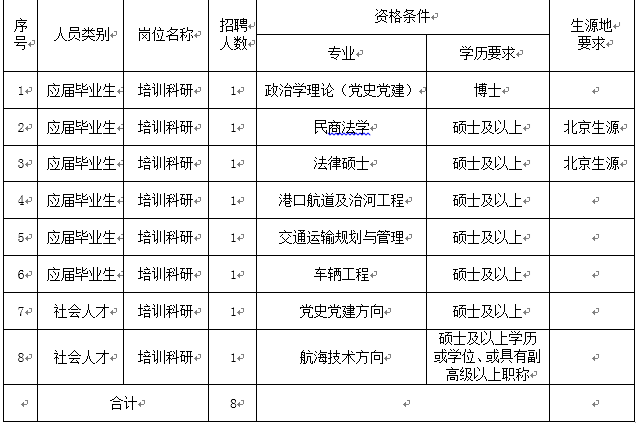 序号 人员类别 岗位名称 招聘人数 资格条件 生源地要求
专业 学历要求
1 应届毕业生 培训科研 1 政治学理论（党史党建） 博士
2 应届毕业生 培训科研 1 民商法学 硕士及以上 北京生源
3 应届毕业生 培训科研 1 法律硕士 硕士及以上 北京生源
4 应届毕业生 培训科研 1 港口航道及治河工程 硕士及以上
5 应届毕业生 培训科研 1 交通运输规划与管理 硕士及以上
6 应届毕业生 培训科研 1 车辆工程 硕士及以上
7 社会人才 培训科研 1 党史党建方向 硕士及以上
8 社会人才 培训科研 1 航海技术方向 硕士及以上学历或学位、或具有副高级以上职称
合计 8